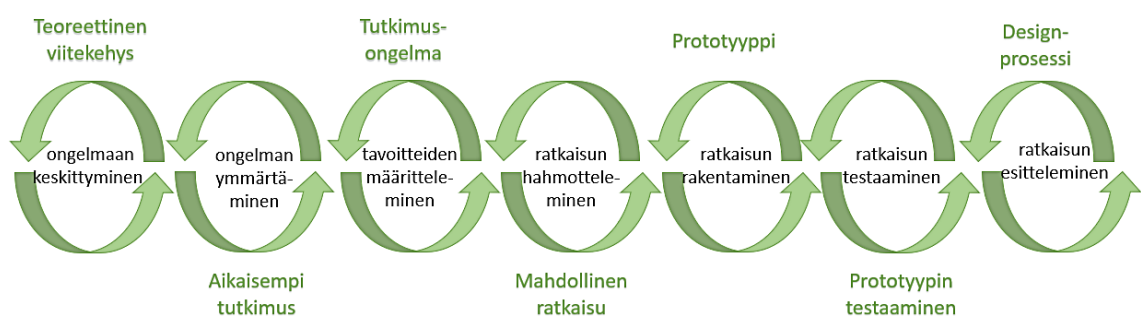 Teoreettinen
viitekehys
Tutkimus-
ongelma
Prototyyppi
Design-
prosessi
ongelmaan
keskittyminen
ongelman
ymmärtä-
minen
tavoitteiden
määrittele-
minen
ratkaisun
hahmottele-
minen
ratkaisun
rakentaminen
ratkaisun
testaaminen
ratkaisun
esitteleminen
Aikaisempi
tutkimus
Mahdollinen
ratkaisu
Prototyypin
testaaminen